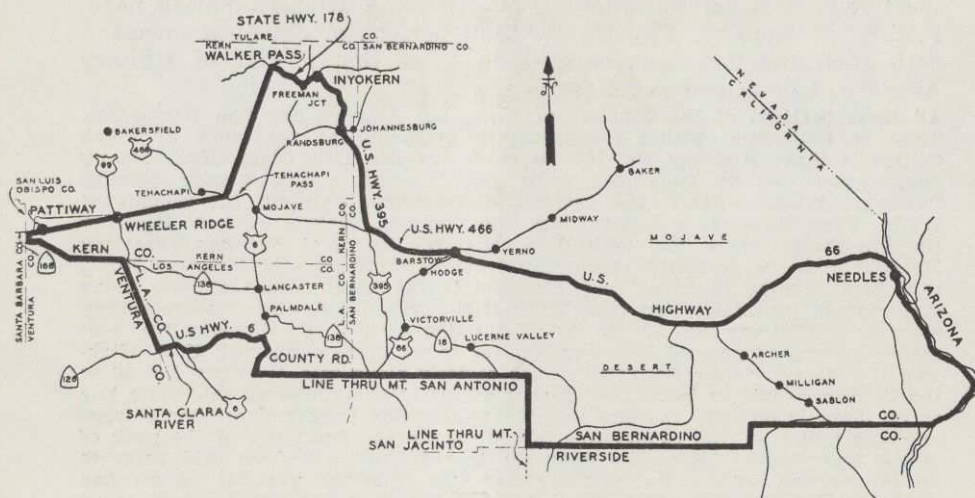 STATE HWY. 178
TULARE
KERN CO. CO. SAN BERNARDINO CO.
WALKER PASS
INYOKERN
FREEMAN JCT.
NEVADA
CALIFORNIA
BAKERSFIELD
466
JOHANNESBURG
RANDSBURG
99
SAN LUIS OBISPO CO.
TEHACHAPI
TEHACHAPI PASS
U.S. HWY. 395
BAKER
PATTIWAY
WHEELER RIDGE
MOJAVE
KERN CO.
SAN BERNARDINO CO.
U.S. HWY. 466
MIDWAY
YERNO
MOJAVE
6
BARSTOW
HODGE
KERN CO.
LOS ANGELES CO.
KERN
166
SANTA BARBARA CO.
VENTURA CO.
138
LANCASTER
395
U.S. HIGHWAY 66
NEEDLES
ARIZONA
VENTURA CO.
L.A. CO.
PALMDALE
L.A. CO.
SAN BERNARDINO
VICTORVILLE
U.S HWY. 6
138
66
18
LUCERNE VALLEY
COUNTY RD.
ARCHER
126
LINE THRU MT. SAN ANTONIO
DESERT
MILLIGAN
SABLON
6
SANTA CLARA RIVER
LINE THRU MT. SAN JACINTO
SAN BERNARDINO CO.
RIVERSIDE CO.